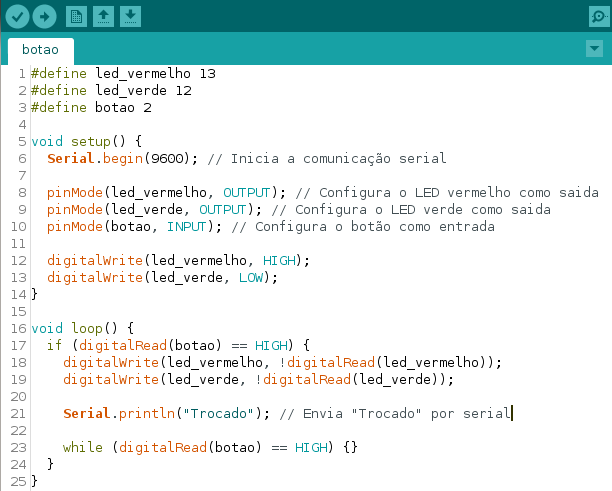 botao
1 #define led_vermelho 13
2 #define led_verde 12
3 #define botao 2
4
5 void setup() {
6   Serial.begin(9600); // Inicia a comunicação serial
7
8   pinMode(led_vermelho, OUTPUT); // Configura o LED vermelho como saida
9   pinMode(led_verde, OUTPUT); // Configura o LED verde como saida
10   pinMode(botao, INPUT); // Configura o botão como entrada
11
12   digitalWrite(led_vermelho, HIGH);
13   digitalWrite(led_verde, LOW);
14 }
15
16 void loop() {
17   if (digitalRead(botao) == HIGH) {
18     digitalWrite(led_vermelho, !digitalRead(led_vermelho));
19     digitalWrite(led_verde, !digitalRead(led_verde));
20
21     Serial.println("Trocado"); // Envia "Trocado" por serial
22
23     while (digitalRead(botao) == HIGH) {}
24   }
25 }